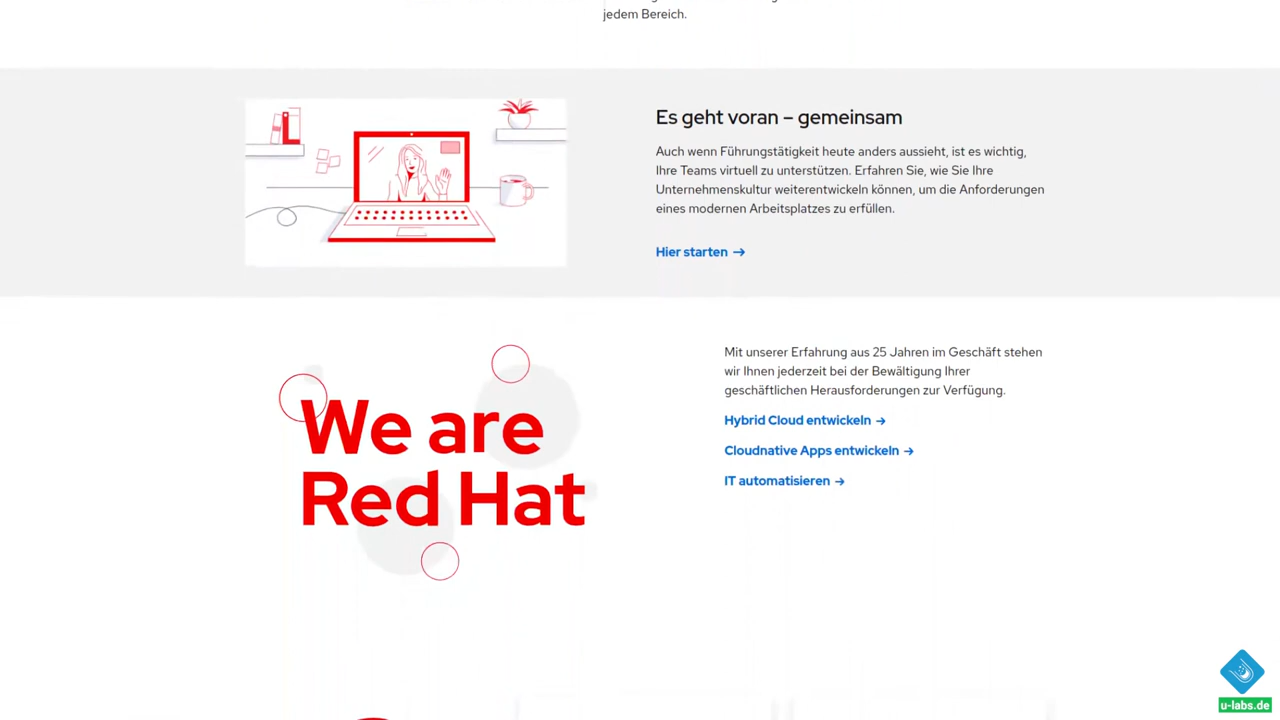 jedem Bereich.
Es geht voran – gemeinsam
Auch wenn Führungstätigkeit heute anders aussieht, ist es wichtig,
Ihre Teams virtuell zu unterstützen. Erfahren Sie, wie Sie Ihre
Unternehmenskultur weiterentwickeln können, um die Anforderungen
eines modernen Arbeitsplatzes zu erfüllen.
Hier starten →
We are
Red Hat
Mit unserer Erfahrung aus 25 Jahren im Geschäft stehen
wir Ihnen jederzeit bei der Bewältigung Ihrer
geschäftlichen Herausforderungen zur Verfügung.
Hybrid Cloud entwickeln →
Cloudnative Apps entwickeln →
IT automatisieren →
u-labs.de